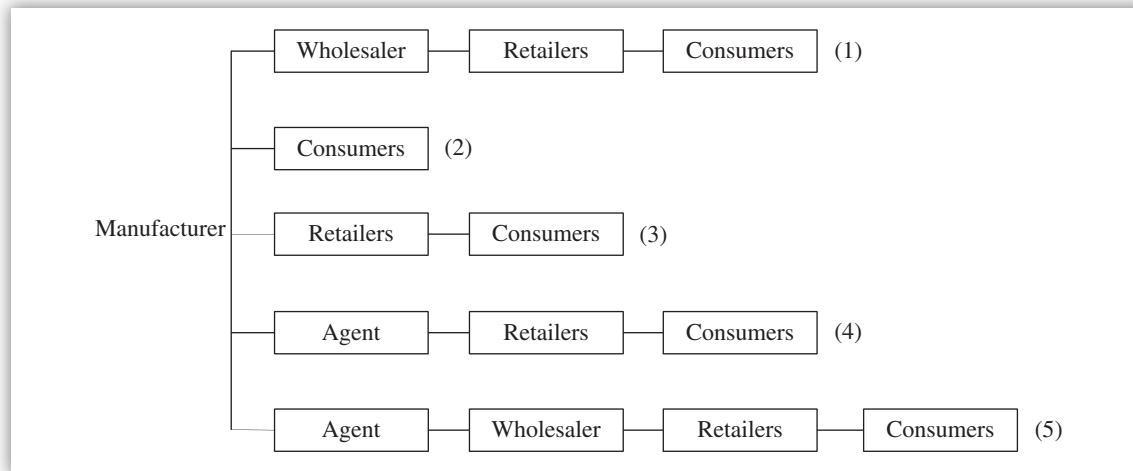 Wholesaler Retailers Consumers (1)
Consumers (2)
Manufacturer
Retailers Consumers (3)
Agent Retailers Consumers (4)
Agent Wholesaler Retailers Consumers (5)